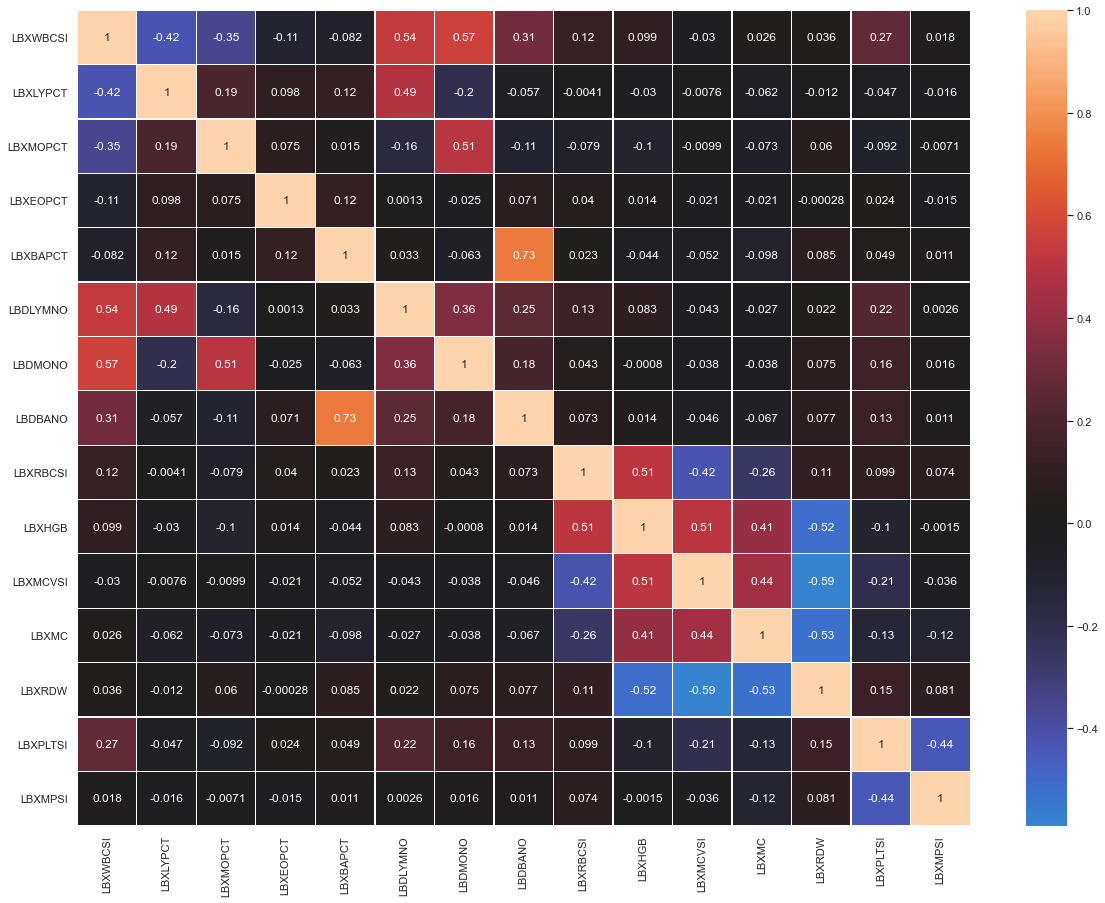 LBXWBCSI 1 -0.42 -0.35 -0.11 -0.082 0.54 0.57 0.31 0.12 0.099 -0.03 0.026 0.036 0.27 0.018
LBXLYPCT -0.42 1 0.19 0.098 0.12 0.49 -0.2 -0.057 -0.0041 -0.03 -0.0076 -0.062 -0.012 -0.047 -0.016
LBXMOPCT -0.35 0.19 1 0.075 0.015 -0.16 0.51 -0.11 -0.079 -0.1 -0.0099 -0.073 0.06 -0.092 -0.0071
LBXEOPCT -0.11 0.098 0.075 1 0.12 0.0013 -0.025 0.071 0.04 0.014 -0.021 -0.021 -0.00028 0.024 -0.015
LBXBAPCT -0.082 0.12 0.015 0.12 1 0.033 -0.063 0.73 0.023 -0.044 -0.052 -0.098 0.085 0.049 0.011
LBDLYMNO 0.54 0.49 -0.16 0.0013 0.033 1 0.36 0.25 0.13 0.083 -0.043 -0.027 0.022 0.22 0.0026
LBDMONO 0.57 -0.2 0.51 -0.025 -0.063 0.36 1 0.18 0.043 -0.0008 -0.038 -0.038 0.075 0.16 0.016
LBDBANO 0.31 -0.057 -0.11 0.071 0.73 0.25 0.18 1 0.073 0.014 -0.046 -0.067 0.077 0.13 0.011
LBXRBCSI 0.12 -0.0041 -0.079 0.04 0.023 0.13 0.043 0.073 1 0.51 -0.42 -0.26 0.11 0.099 0.074
LBXHGB 0.099 -0.03 -0.1 0.014 -0.044 0.083 -0.0008 0.014 0.51 1 0.51 0.41 -0.52 -0.1 -0.0015
LBXMCVSI -0.03 -0.0076 -0.0099 -0.021 -0.052 -0.043 -0.038 -0.046 -0.42 0.51 1 0.44 -0.59 -0.21 -0.036
LBXMC 0.026 -0.062 -0.073 -0.021 -0.098 -0.027 -0.038 -0.067 -0.26 0.41 0.44 1 -0.53 -0.13 -0.12
LBXRDW 0.036 -0.012 0.06 -0.00028 0.085 0.022 0.075 0.077 0.11 -0.52 -0.59 -0.53 1 0.15 0.081
LBXPLTSI 0.27 -0.047 -0.092 0.024 0.049 0.22 0.16 0.13 0.099 -0.1 -0.21 -0.13 0.15 1 -0.44
LBXMPSI 0.018 -0.016 -0.0071 -0.015 0.011 0.0026 0.016 0.011 0.074 -0.0015 -0.036 -0.12 0.081 -0.44 1
LBXWBCSI
LBXLYPCT
LBXMOPCT
LBXEOPCT
LBXBAPCT
LBDLYMNO
LBDMONO
LBDBANO
LBXRBCSI
LBXHGB
LBXMCVSI
LBXMC
LBXRDW
LBXPLTSI
LBXMPSI
1.0
0.8
0.6
0.4
0.2
0.0
−0.2
−0.4